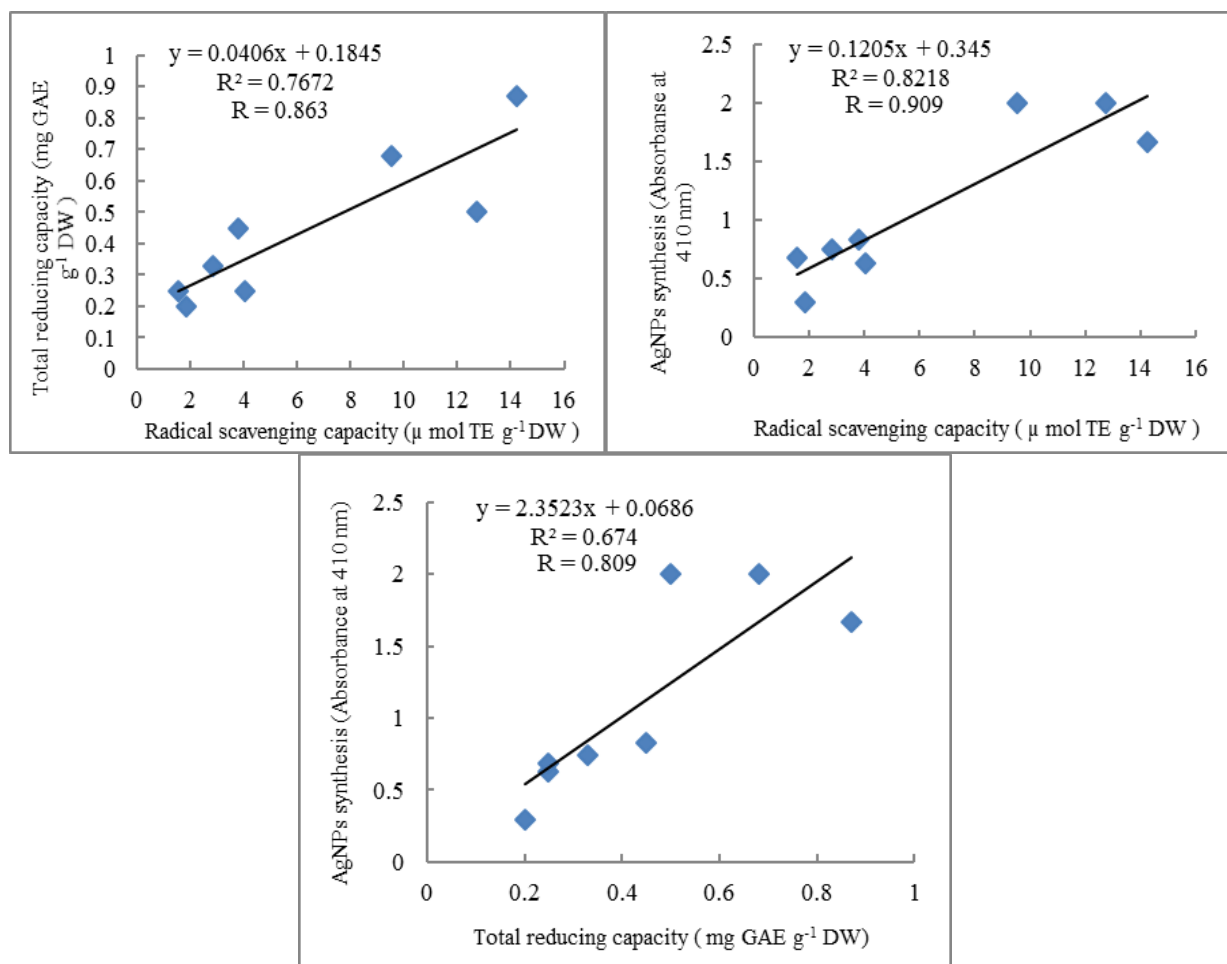 Total reducing capacity (mg GAE
g⁻¹ DW )
y = 0.0406x + 0.1845
R² = 0.7672
R = 0.863
1
0.9
0.8
0.7
0.6
0.5
0.4
0.3
0.2
0.1
0
0 2 4 6 8 10 12 14 16
Radical scavenging capacity (µ mol TE g⁻¹ DW )
AgNPs synthesis (Absorbanse at
410 nm)
y = 0.1205x + 0.345
R² = 0.8218
R = 0.909
2.5
2
1.5
1
0.5
0
0 2 4 6 8 10 12 14 16
Radical scavenging capacity ( µ mol TE g⁻¹ DW )
AgNPs synthesis (Absorbance at 410 nm)
y = 2.3523x + 0.0686
R² = 0.674
R = 0.809
2.5
2
1.5
1
0.5
0
0 0.2 0.4 0.6 0.8 1
Total reducing capacity ( mg GAE g⁻¹ DW)